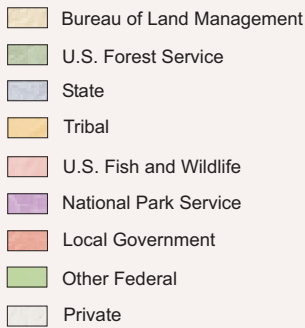 Bureau of Land Management
U.S. Forest Service
State
Tribal
U.S. Fish and Wildlife
National Park Service
Local Government
Other Federal
Private